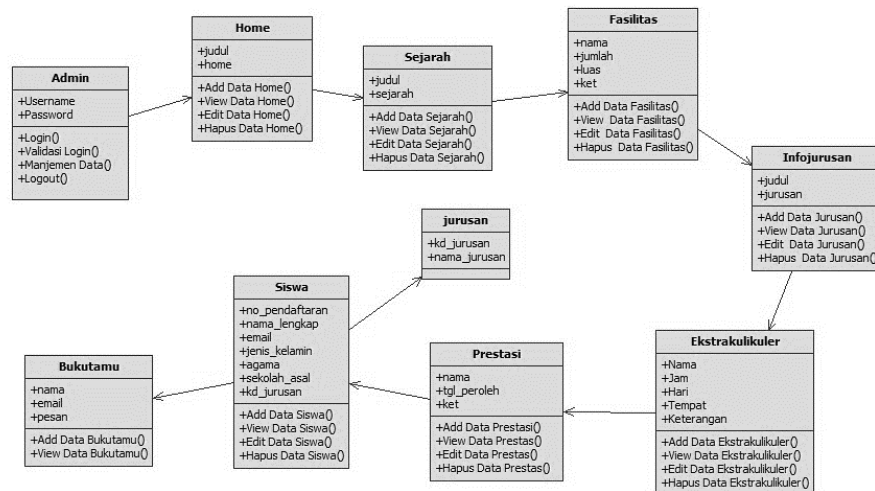 Admin
+Username
+Password
+Login()
+Validasi Login()
+Manjemen Data()
+Logout()
Home
+judul
+home
+Add Data Home()
+View Data Home()
+Edit Data Home()
+Hapus Data Home()
Sejarah
+judul
+sejarah
+Add Data Sejarah()
+View Data Sejarah()
+Edit Data Sejarah()
+Hapus Data Sejarah()
Fasilitas
+nama
+jumlah
+luas
+ket
+Add Data Fasilitas()
+View Data Fasilitas()
+Edit Data Fasilitas()
+Hapus Data Fasilitas()
Infojurusan
+judul
+jurusan
+Add Data Jurusan()
+View Data Jurusan()
+Edit Data Jurusan()
+Hapus Data Jurusan()
jurusan
+kd_jurusan
+nama_jurusan
Siswa
+no_pendaftaran
+nama_lengkap
+email
+jenis_kelamin
+agama
+sekolah_asal
+kd_jurusan
+Add Data Siswa()
+View Data Siswa()
+Edit Data Siswa()
+Hapus Data Siswa()
Bukutamu
+nama
+email
+pesan
+Add Data Bukutamu()
+View Data Bukutamu()
Prestasi
+nama
+tgl_peroleh
+ket
+Add Data Prestasi()
+View Data Prestas()
+Edit Data Prestas()
+Hapus Data Prestas()
Ekstrakulikuler
+Nama
+Jam
+Hari
+Tempat
+Keterangan
+Add Data Ekstrakulikuler()
+View Data Ekstrakulikuler()
+Edit Data Ekstrakulikuler()
+Hapus Data Ekstrakulikuler()